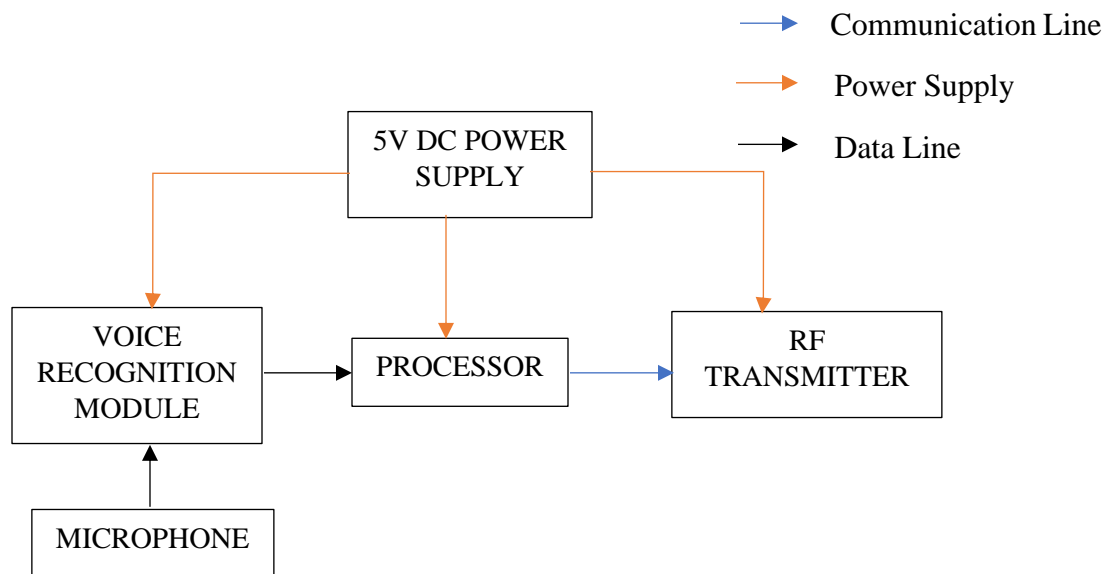 Communication Line
Power Supply
Data Line
5V DC POWER
SUPPLY
VOICE
RECOGNITION
MODULE
PROCESSOR
RF
TRANSMITTER
MICROPHONE